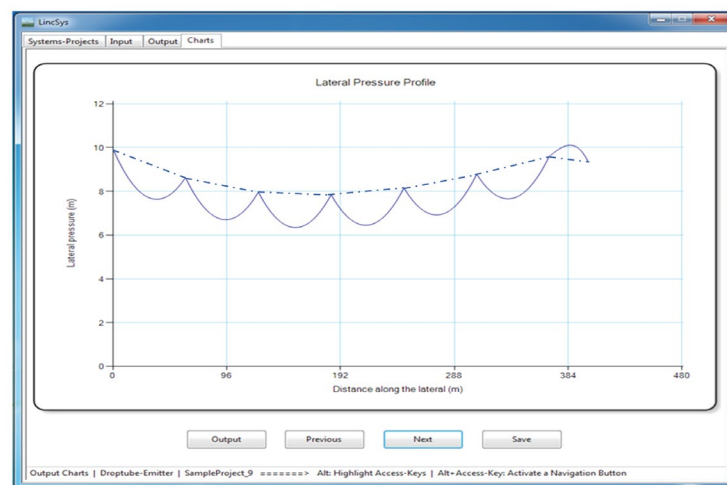 LincSys
Systems-Projects Input Output Charts
Lateral Pressure Profile
12
10
8
6
4
2
0
Lateral pressure (m)
0 96 192 288 384 480
Distance along the lateral (m)
Output Previous Next Save
Output Charts | Droptube-Emitter | SampleProject_9 =======> Alt: Highlight Access-Keys | Alt+Access-Key: Activate a Navigation Button